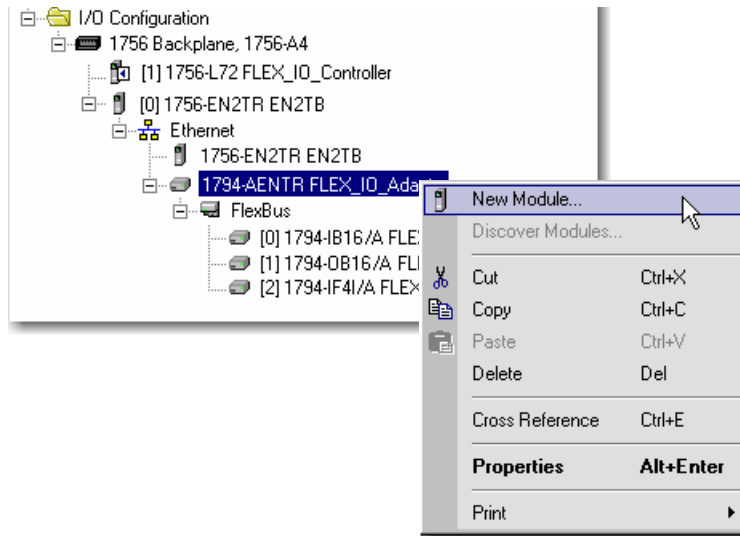 I/O Configuration
1756 Backplane, 1756-A4
[1] 1756-L72 FLEX_IO_Controller
[0] 1756-EN2TR EN2TB
Ethernet
1756-EN2TR EN2TB
1794-AENTR FLEX_IO_Ada
FlexBus
[0] 1794-IB16/A FLE
[1] 1794-OB16/A FL
[2] 1794-IF4I/A FLEX
New Module...
Discover Modules...
Cut Ctrl+X
Copy Ctrl+C
Paste Ctrl+V
Delete Del
Cross Reference Ctrl+E
Properties Alt+Enter
Print